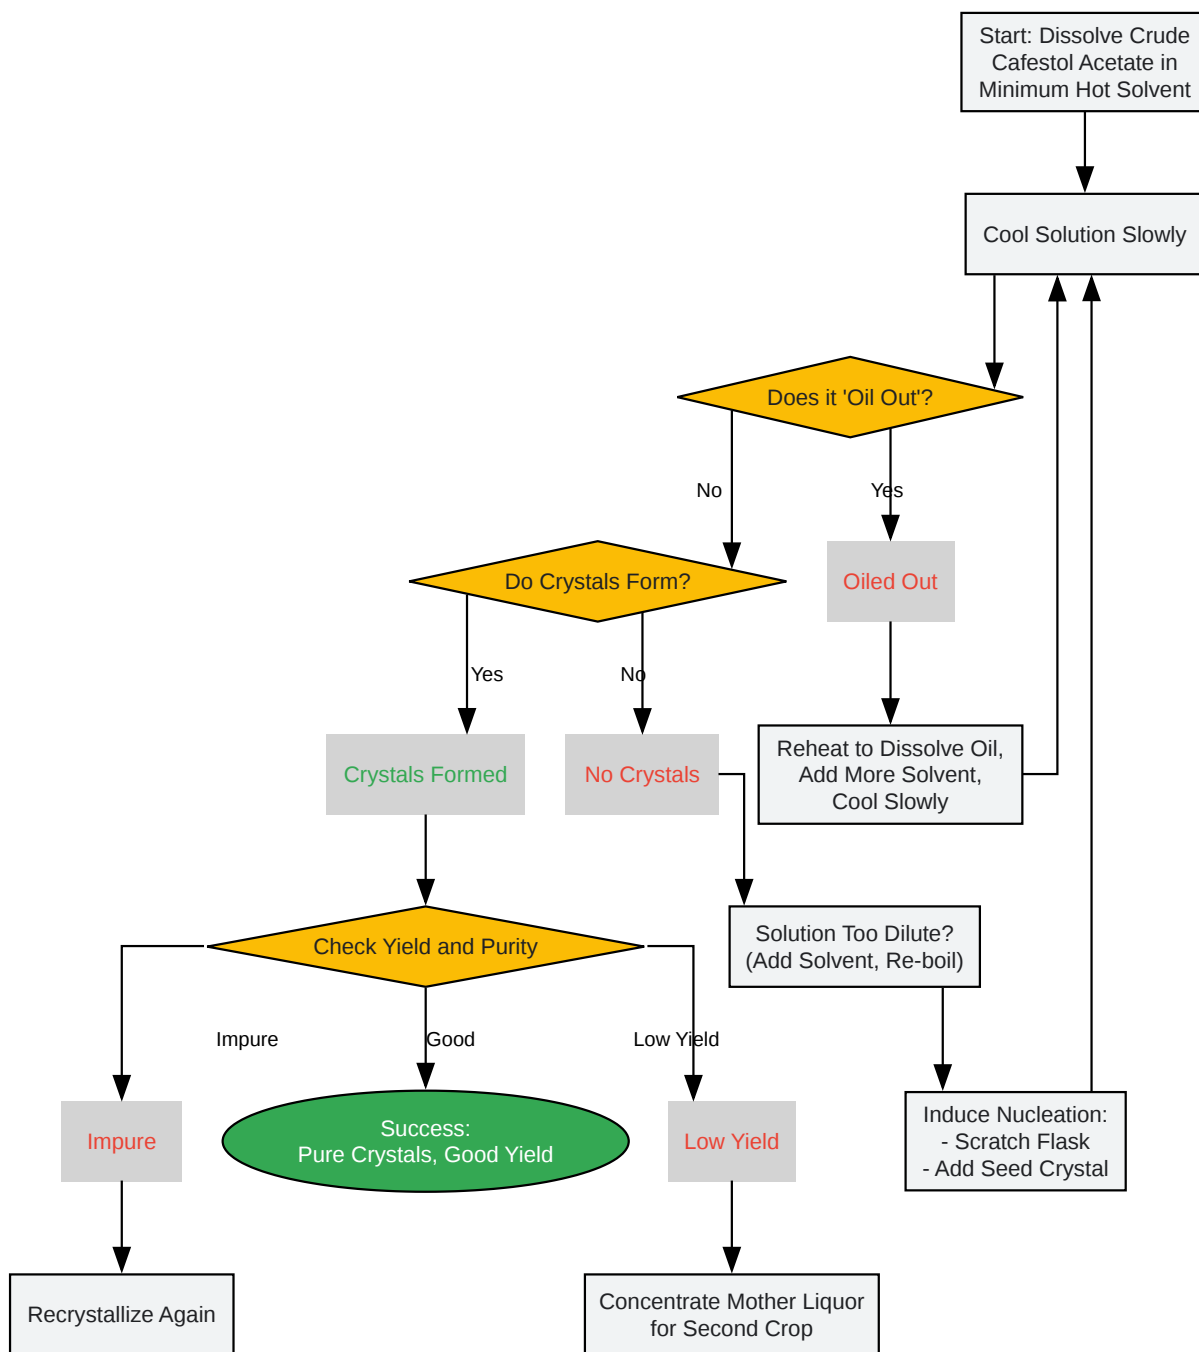 Start: Dissolve Crude
Cafestol Acetate in
Minimum Hot Solvent
Cool Solution Slowly
Does it 'Oil Out'?
No
Yes
Do Crystals Form?
Oiled Out
Yes
No
Crystals Formed
No Crystals
Reheat to Dissolve Oil,
Add More Solvent,
Cool Slowly
Check Yield and Purity
Solution Too Dilute?
(Add Solvent, Re-boil)
Impure
Good
Low Yield
Impure
Success:
Pure Crystals, Good Yield
Low Yield
Induce Nucleation:
- Scratch Flask
- Add Seed Crystal
Recrystallize Again
Concentrate Mother Liquor
for Second Crop